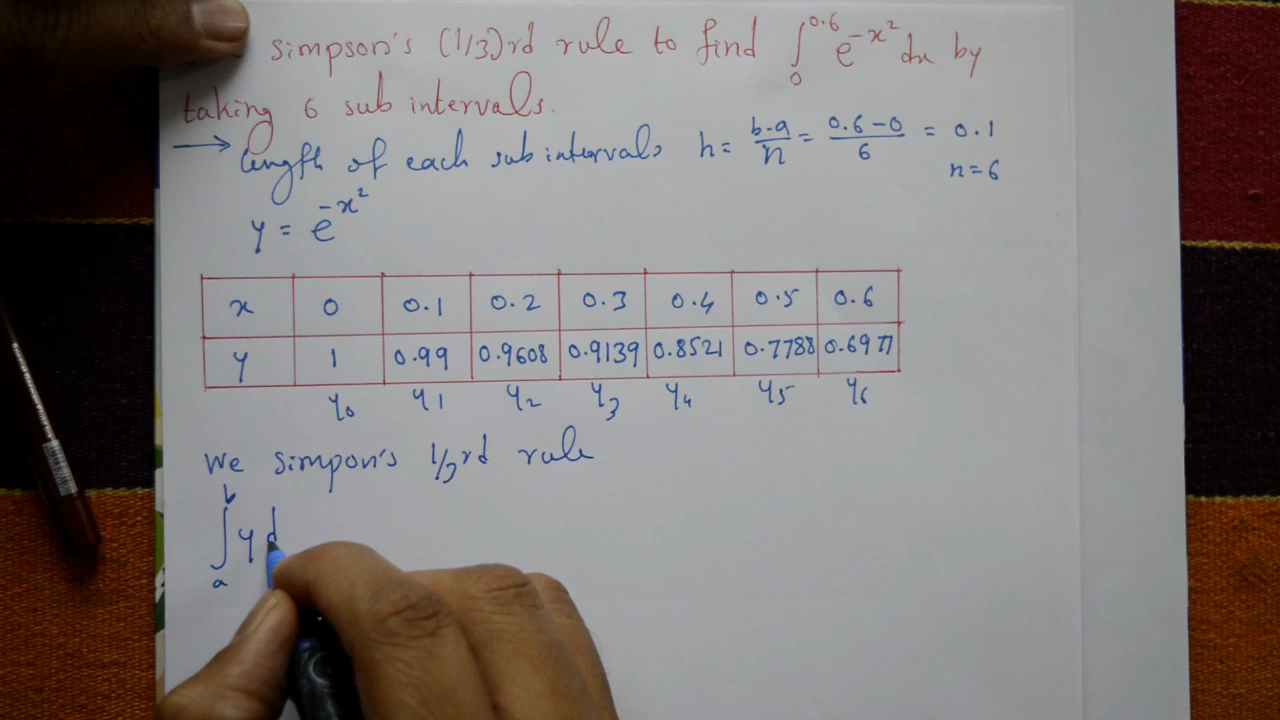 simpson's (1/3)rd rule to find ∫₀^0.6 e^-x² dx by
taking 6 sub intervals.
→ length of each sub intervals h = b-a/n = 0.6-0/6 = 0.1
n=6
y = e^-x²
x 0 0.1 0.2 0.3 0.4 0.5 0.6
y 1 0.99 0.9608 0.9139 0.8521 0.7788 0.6977
y₀ y₁ y₂ y₃ y₄ y₅ y₆
We simpon's 1/3rd rule
∫ₐ^b y d